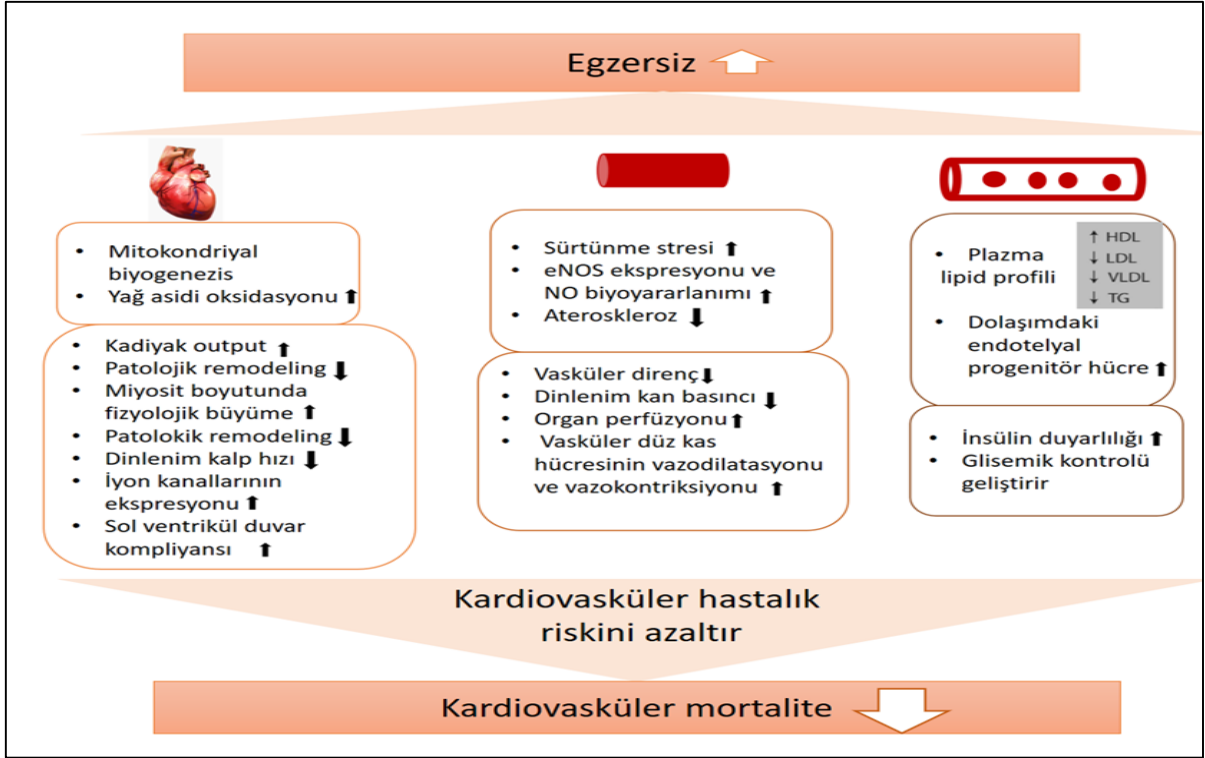 Egzersiz
• Mitokondriyal
biyogenezis
• Yağ asidi oksidasyonu ⬆
• Kadiyak output ⬆
• Patolojik remodeling ⬇
• Miyosit boyutunda
fizyolojik büyüme ⬆
• Patolokik remodeling ⬇
• Dinlenim kalp hızı ⬇
• İyon kanallarının
ekspresyonu ⬆
• Sol ventrikül duvar
kompliyansı ⬆
• Sürtünme stresi ⬆
• eNOS ekspresyonu ve
NO biyoyararlanımı ⬆
• Ateroskleroz ⬇
• Vasküler direnç ⬇
• Dinlenim kan basıncı ⬇
• Organ perfüzyonu ⬆
• Vasküler düz kas
hücresinin vazodilatasyonu
ve vazokontriksiyonu ⬆
• Plazma
lipid profili
↑ HDL
↓ LDL
↓ VLDL
↓ TG
• Dolaşımdaki
endotelyal
progenitör hücre ⬆
• İnsülin duyarlılığı ⬆
• Glisemik kontrolü
geliştirir
Kardiovasküler hastalık
riskini azaltır
Kardiovasküler mortalite